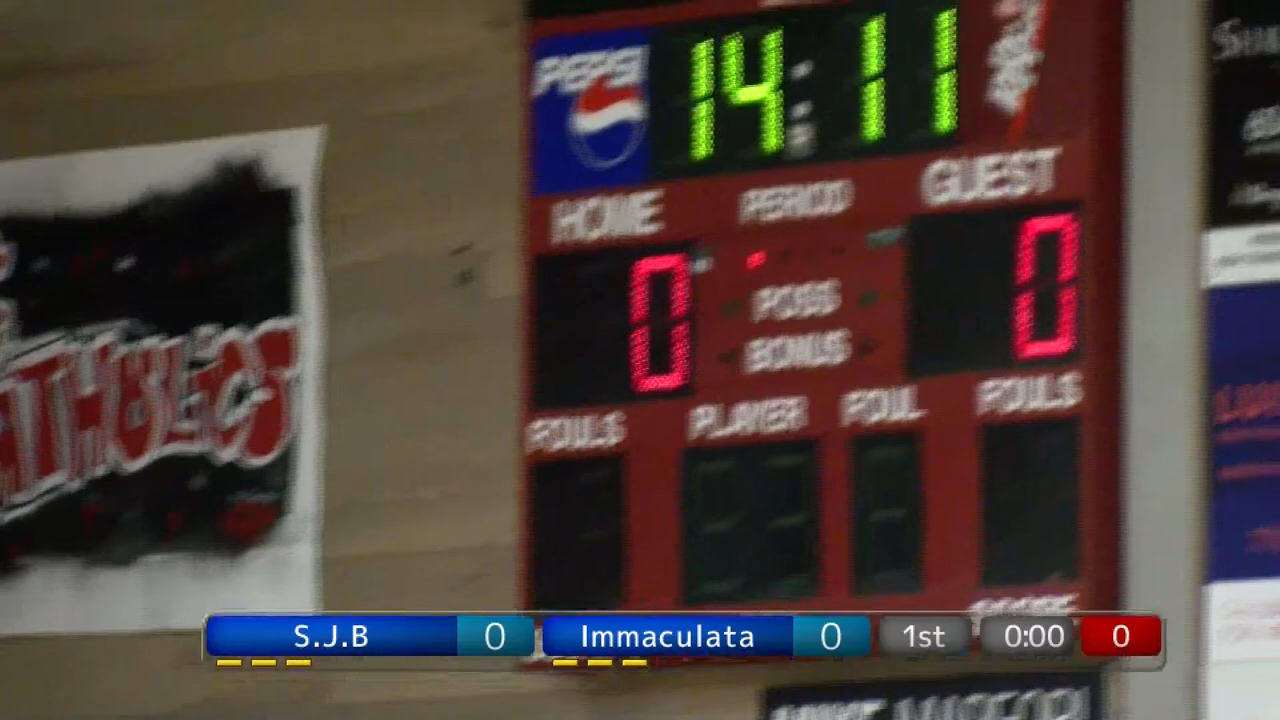 PEPSI
14:11
HOME
PERIOD
GUEST
0
0
POSS
BONUS
FOULS
PLAYER
FOUL
FOULS
S.J.B 0 Immaculata 0 1st 0:00 0